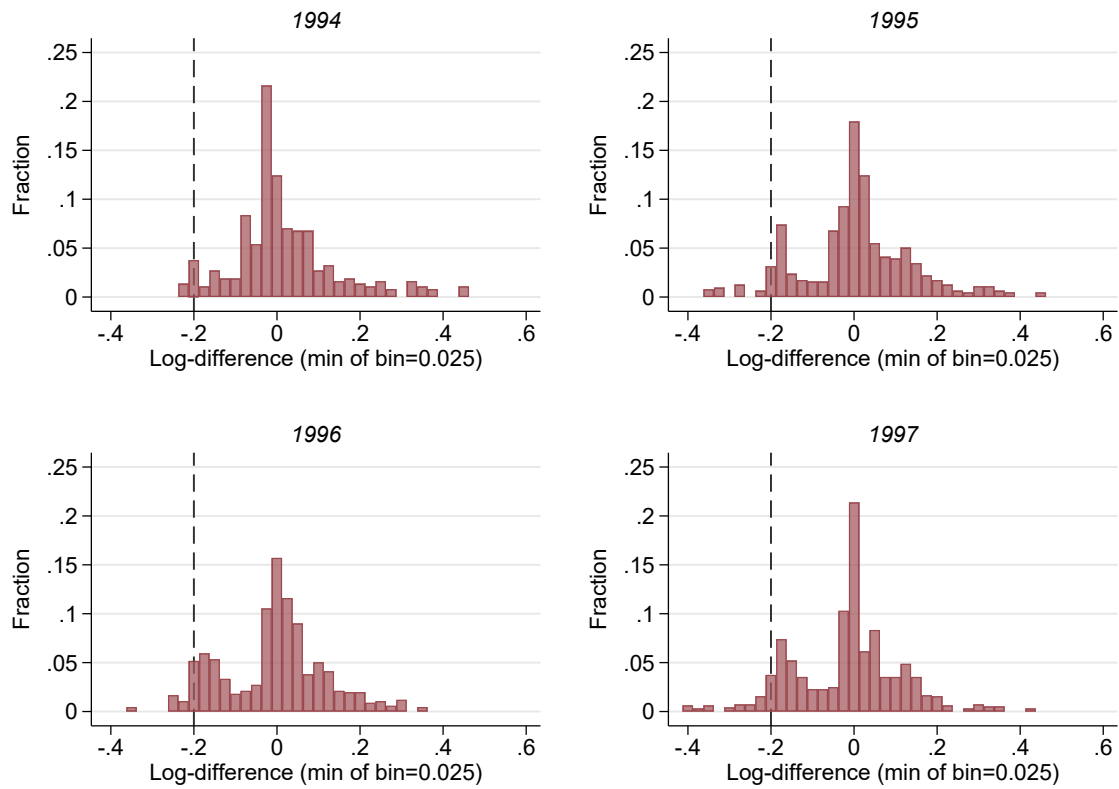 1994
.25
.2
.15
.1
.05
0
Fraction
-.4 -.2 0 .2 .4 .6
Log-difference (min of bin=0.025)
1995
.25
.2
.15
.1
.05
0
Fraction
-.4 -.2 0 .2 .4 .6
Log-difference (min of bin=0.025)
1996
.25
.2
.15
.1
.05
0
Fraction
-.4 -.2 0 .2 .4 .6
Log-difference (min of bin=0.025)
1997
.25
.2
.15
.1
.05
0
Fraction
-.4 -.2 0 .2 .4 .6
Log-difference (min of bin=0.025)